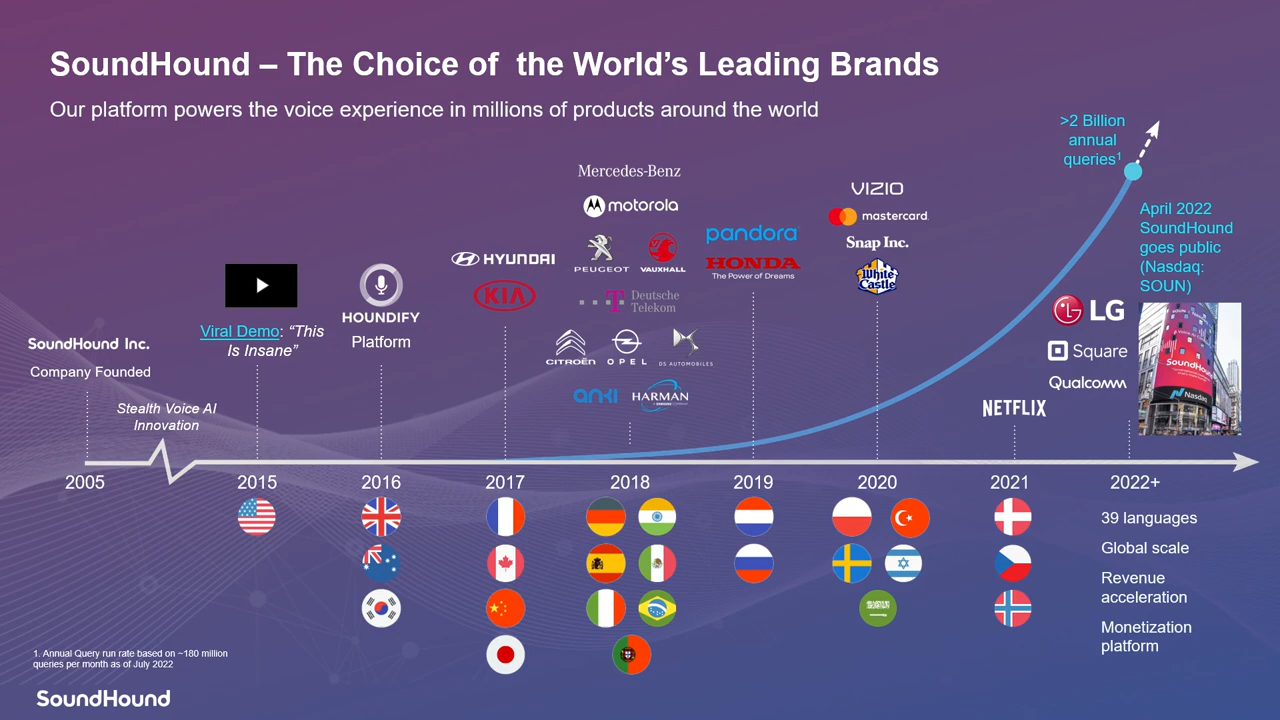 SoundHound – The Choice of  the World's Leading Brands
Our platform powers the voice experience in millions of products around the world
>2 Billion
annual
queries1
April 2022
SoundHound
goes public
(Nasdaq:
SOUN)
SoundHound Inc.
Company Founded
Stealth Voice AI
Innovation
Viral Demo: “This
Is Insane”
HOUNDIFY
Platform
HYUNDAI
KIA
Mercedes-Benz
motorola
PEUGEOT
VAUXHALL
T Deutsche
Telekom
CITROËN
OPEL
DS AUTOMOBILES
anki
HARMAN
pandora
HONDA
The Power of Dreams
VIZIO
mastercard
Snap Inc.
White
Castle
NETFLIX
LG
Square
Qualcomm
SoundHound
Nasdaq
2005
2015
2016
2017
2018
2019
2020
2021
2022+
39 languages
Global scale
Revenue
acceleration
Monetization
platform
1. Annual Query run rate based on ~180 million
queries per month as of July 2022
SoundHound